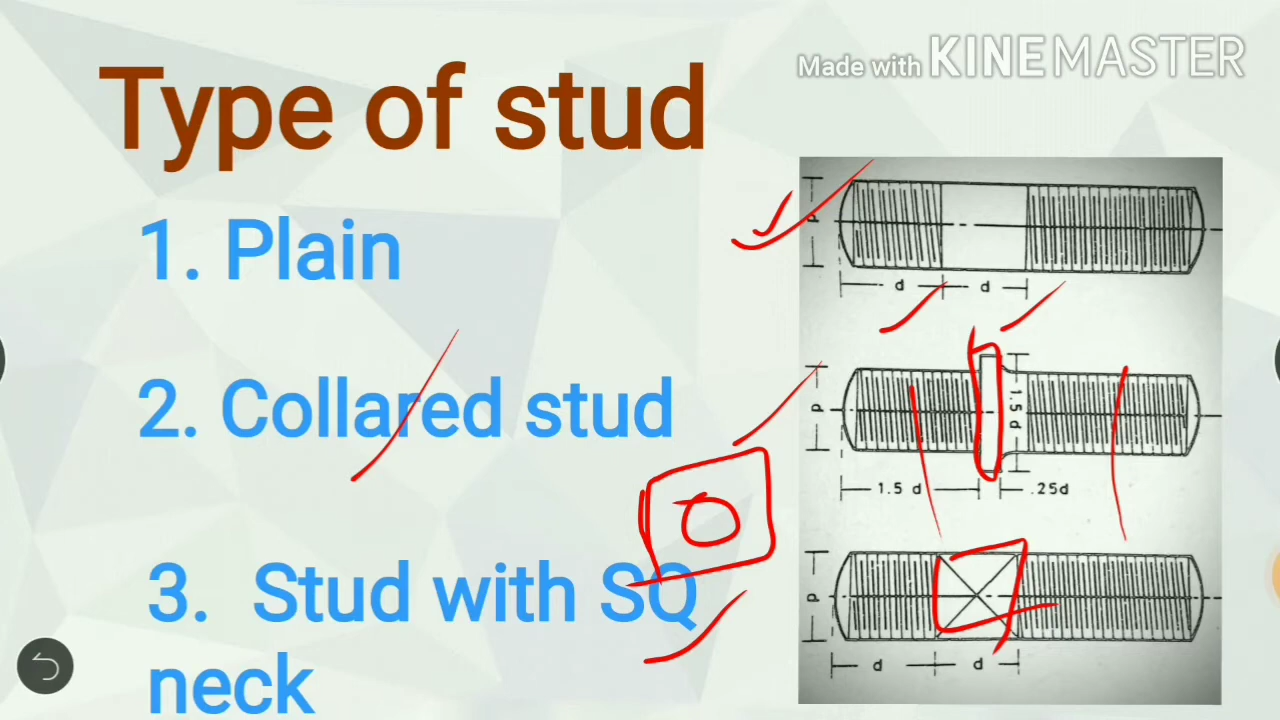 Type of stud
Made with KINEMASTER
1. Plain
2. Collared stud
3. Stud with SQ
neck
d
d
d
d
1.5 d
1.5 d
.25d
d
d
d